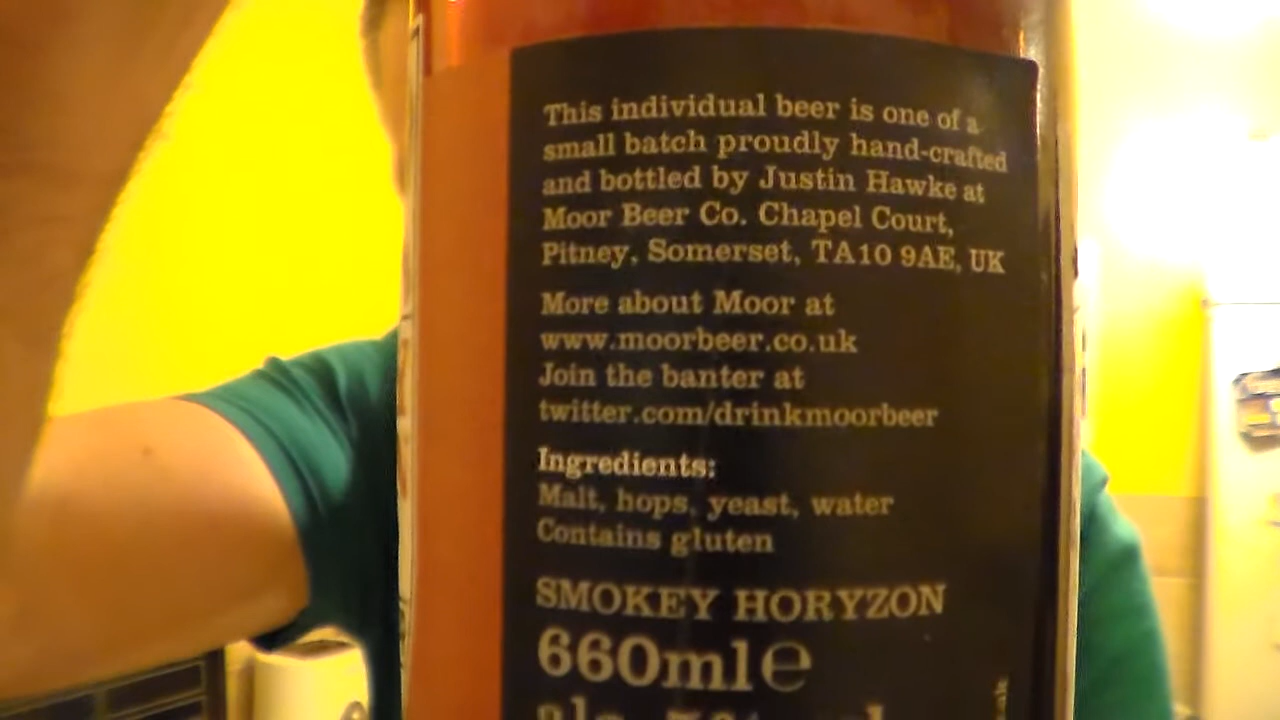 This individual beer is one of a
small batch proudly hand-crafted
and bottled by Justin Hawke at
Moor Beer Co. Chapel Court,
Pitney, Somerset, TA10 9AE, UK
More about Moor at
www.moorbeer.co.uk
Join the banter at
twitter.com/drinkmoorbeer
Ingredients:
Malt, hops, yeast, water
Contains gluten
SMOKEY HORYZON
660ml℮